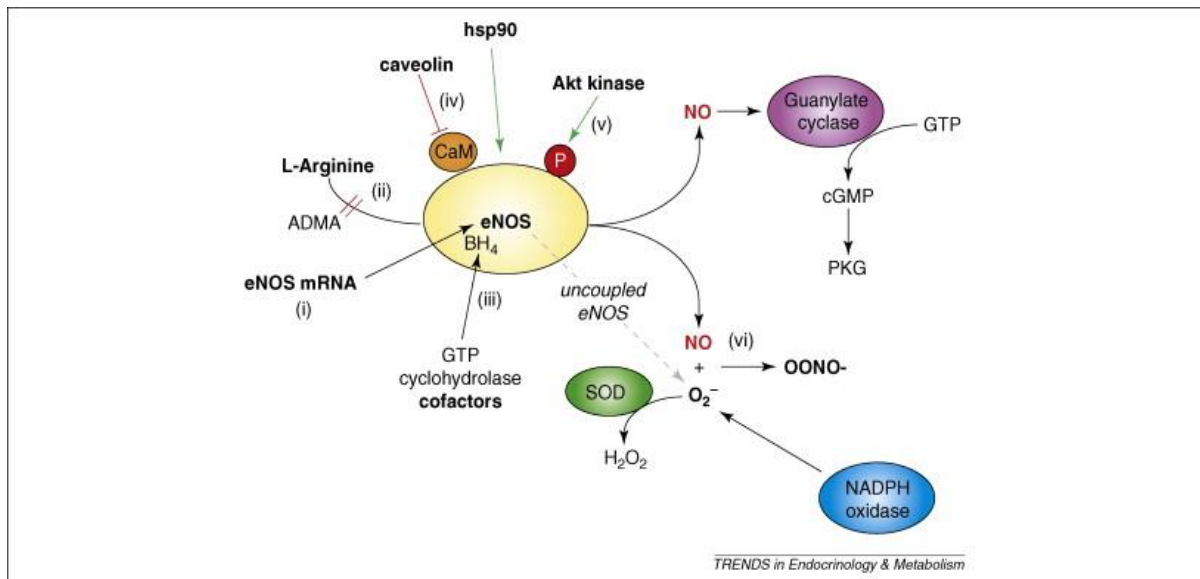 hsp90
caveolin
(iv)
Akt kinase
(v)
CaM
P
L-Arginine
(ii)
ADMA
eNOS
BH₄
eNOS mRNA
(i)
(iii)
GTP
cyclohydrolase
cofactors
uncoupled
eNOS
NO
Guanylate
cyclase
GTP
cGMP
PKG
NO
(vi)
+
OONO-
O₂⁻
SOD
H₂O₂
NADPH
oxidase
TRENDS in Endocrinology & Metabolism